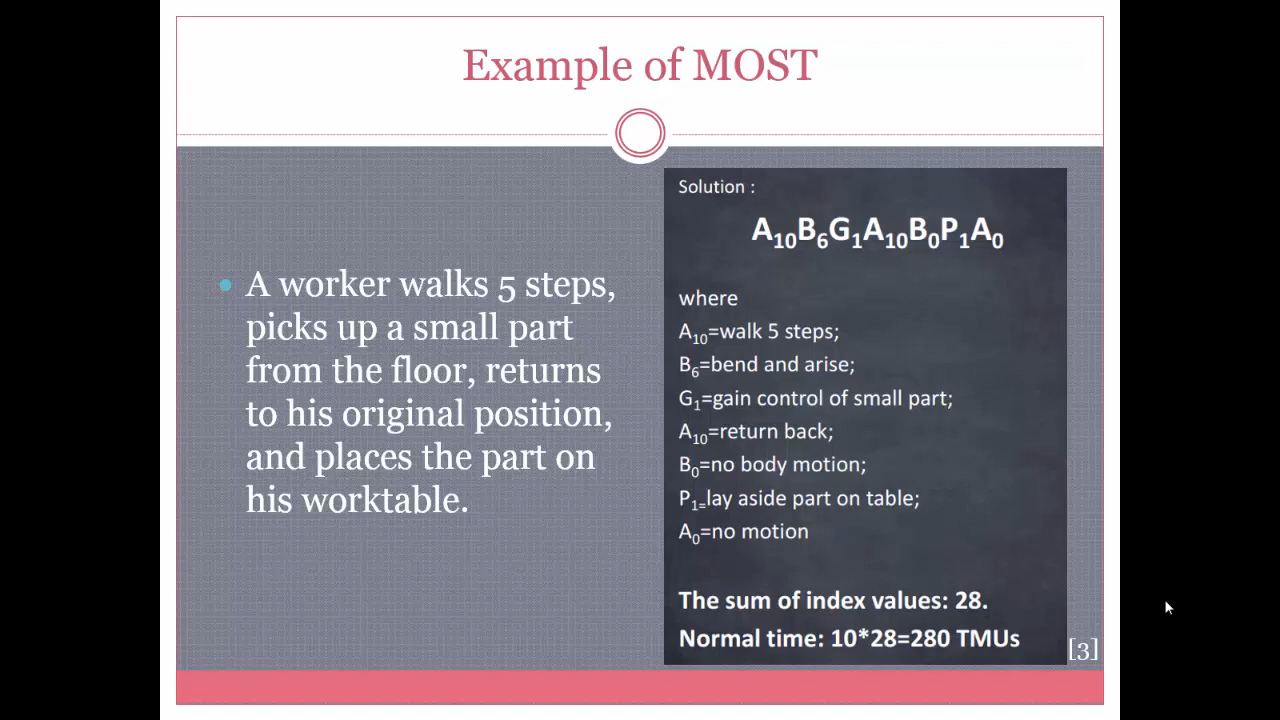 Example of MOST
• A worker walks 5 steps,
picks up a small part
from the floor, returns
to his original position,
and places the part on
his worktable.
Solution :
A₁₀B₆G₁A₁₀B₀P₁A₀
where
A₁₀=walk 5 steps;
B₆=bend and arise;
G₁=gain control of small part;
A₁₀=return back;
B₀=no body motion;
P₁₌lay aside part on table;
A₀=no motion
The sum of index values: 28.
Normal time: 10*28=280 TMUs
[3]